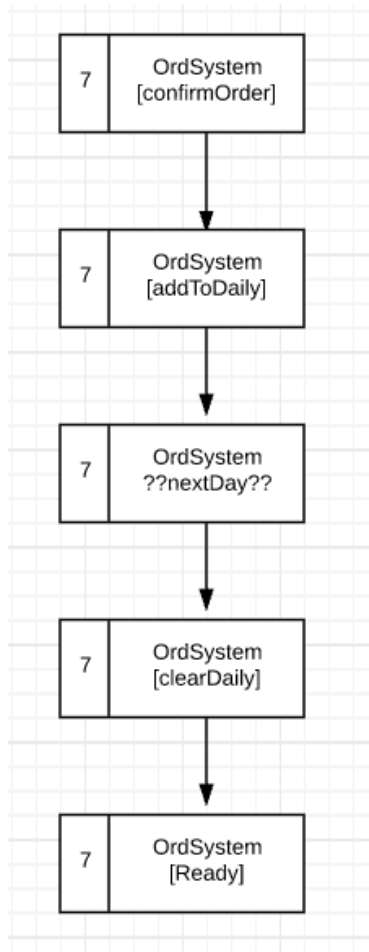 7
OrdSystem
[confirmOrder]
7
OrdSystem
[addToDaily]
7
OrdSystem
??nextDay??
7
OrdSystem
[clearDaily]
7
OrdSystem
[Ready]